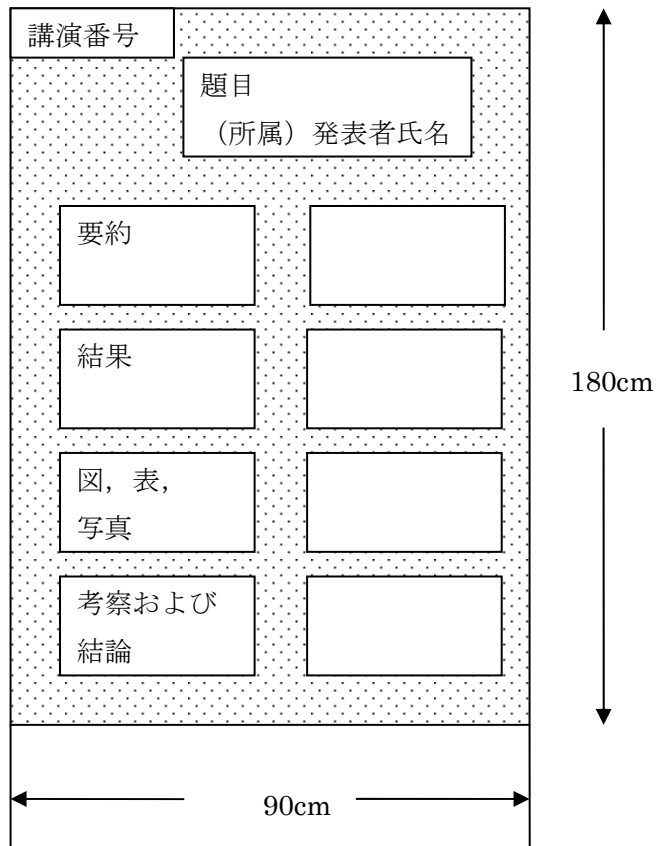 講演番号
題目
（所属）発表者氏名
要約
結果
図，表，
写真
考察および
結論
180cm
90cm